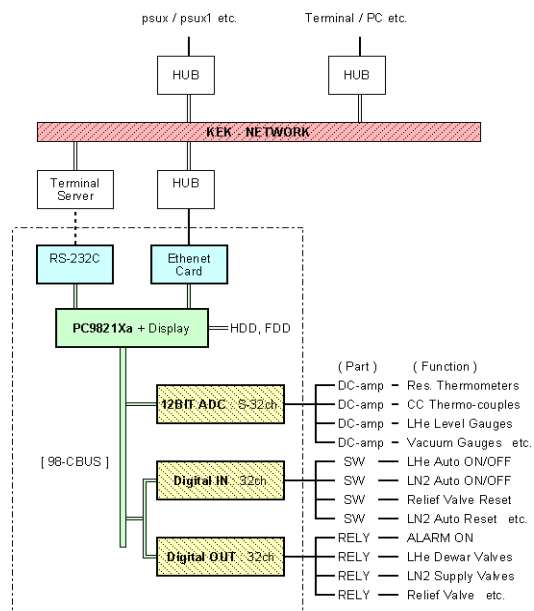 psux / psux1 etc.
Terminal / PC etc.
HUB
HUB
KEK . NETWORK
Terminal
Server
HUB
RS-232C
Ethenet
Card
PC9821Xa + Display
HDD, FDD
( Part )
( Function )
12BIT ADC : S-32ch
DC-amp
Res. Thermometers
DC-amp
CC Thermo-couples
DC-amp
LHe Level Gauges
DC-amp
Vacuum Gauges etc.
[ 98-CBUS ]
Digital IN : 32ch
SW
LHe Auto ON/OFF
SW
LN2 Auto ON/OFF
SW
Relief Valve Reset
SW
LN2 Auto Reset etc.
Digital OUT : 32ch
RELY
ALARM ON
RELY
LHe Dewar Valves
RELY
LN2 Supply Valves
RELY
Relief Valve etc.